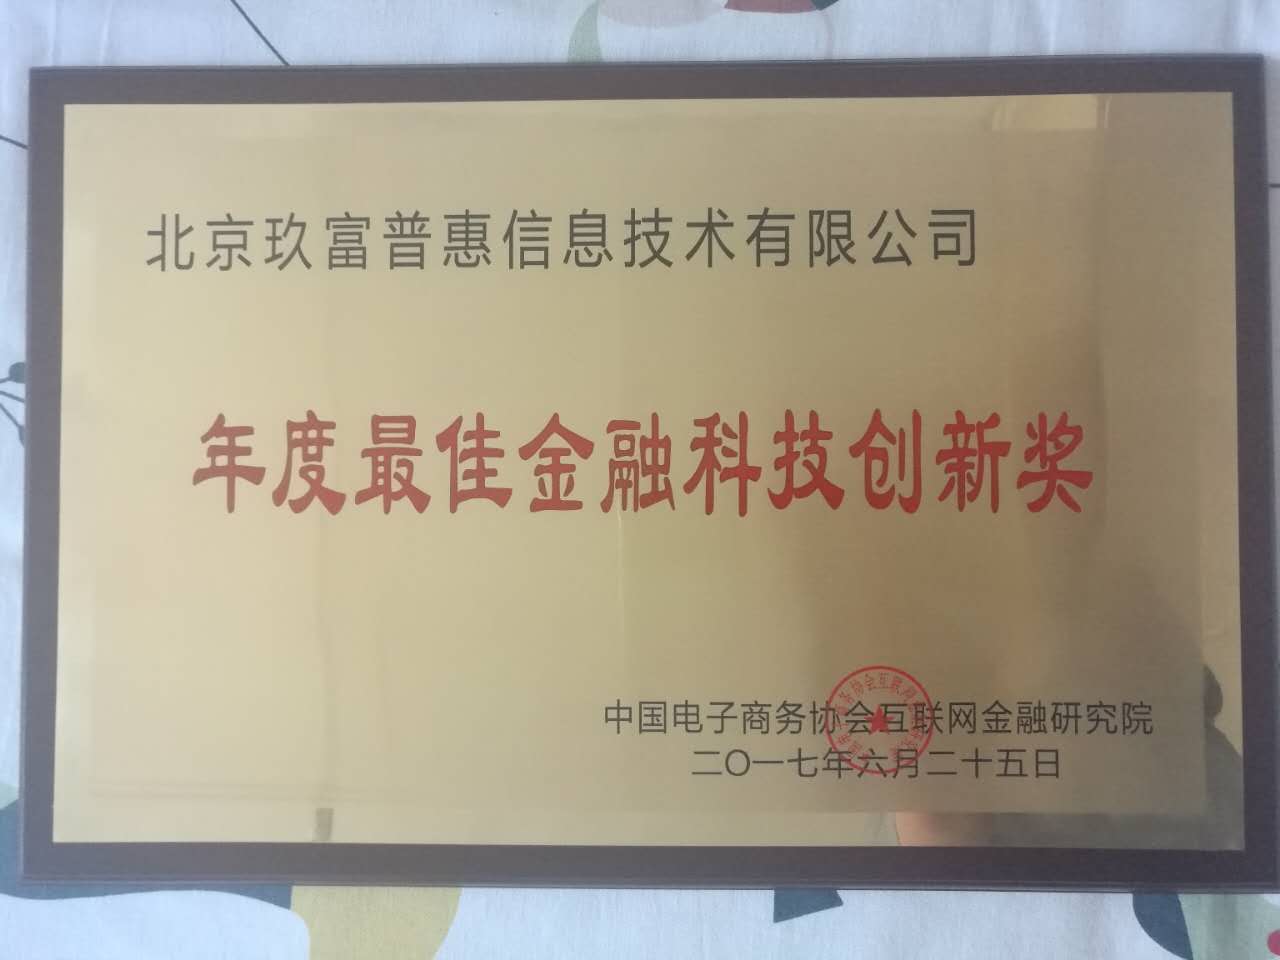 北京玖富普惠信息技术有限公司
年度最佳金融科技创新奖
中国电子商务协会互联网金融研究院
二〇一七年六月二十五日